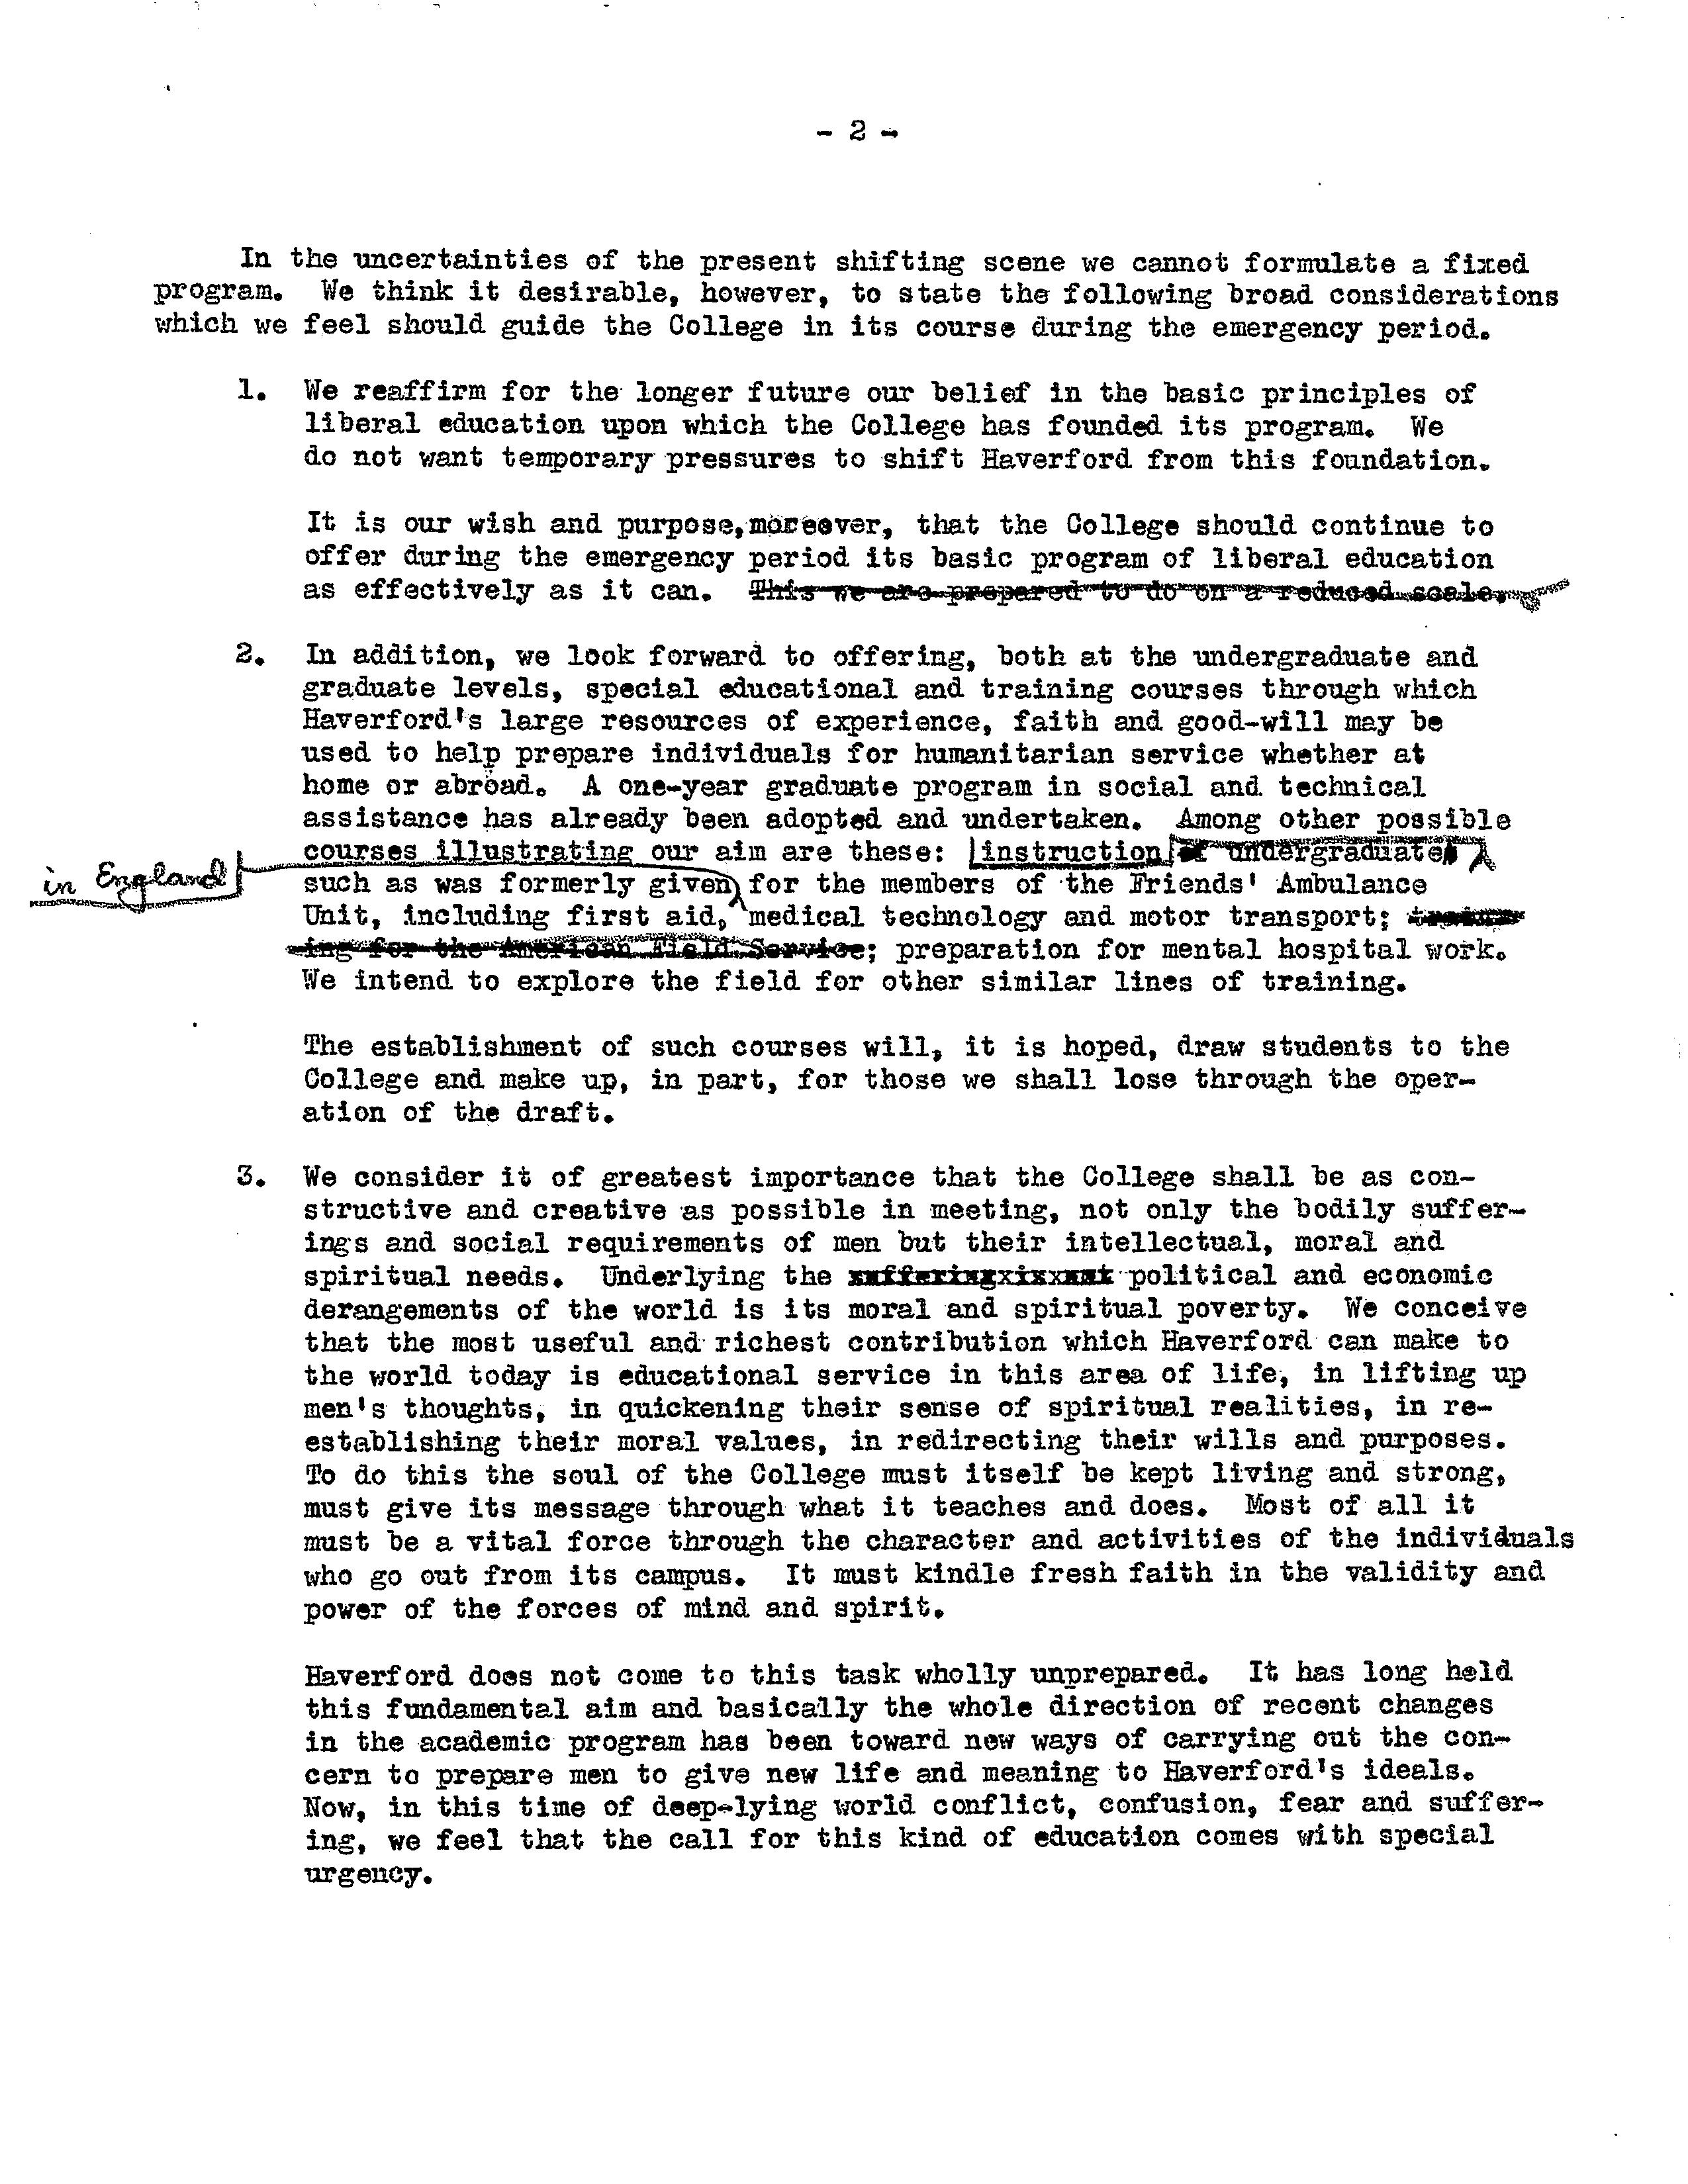 - 2 -
In the uncertainties of the present shifting scene we cannot formulate a fixed
program. We think it desirable, however, to state the following broad considerations
which we feel should guide the College in its course during the emergency period.
1. We reaffirm for the longer future our belief in the basic principles of
liberal education upon which the College has founded its program. We
do not want temporary pressures to shift Haverford from this foundation.
It is our wish and purpose,moreover, that the College should continue to
offer during the emergency period its basic program of liberal education
as effectively as it can. This we are prepared to do on a reduced scale.
2. In addition, we look forward to offering, both at the undergraduate and
graduate levels, special educational and training courses through which
Haverford's large resources of experience, faith and good-will may be
used to help prepare individuals for humanitarian service whether at
home or abroad. A one-year graduate program in social and technical
assistance has already been adopted and undertaken. Among other possible
courses illustrating our aim are these: instruction of undergraduates
in England
such as was formerly given for the members of the Friends' Ambulance
Unit, including first aid, medical technology and motor transport; train-
ing for the American Field Service; preparation for mental hospital work.
We intend to explore the field for other similar lines of training.
The establishment of such courses will, it is hoped, draw students to the
College and make up, in part, for those we shall lose through the oper-
ation of the draft.
3. We consider it of greatest importance that the College shall be as con-
structive and creative as possible in meeting, not only the bodily suffer-
ings and social requirements of men but their intellectual, moral and
spiritual needs. Underlying the political and economic
derangements of the world is its moral and spiritual poverty. We conceive
that the most useful and richest contribution which Haverford can make to
the world today is educational service in this area of life, in lifting up
men's thoughts, in quickening their sense of spiritual realities, in re-
establishing their moral values, in redirecting their wills and purposes.
To do this the soul of the College must itself be kept living and strong,
must give its message through what it teaches and does. Most of all it
must be a vital force through the character and activities of the individuals
who go out from its campus. It must kindle fresh faith in the validity and
power of the forces of mind and spirit.
Haverford does not come to this task wholly unprepared. It has long held
this fundamental aim and basically the whole direction of recent changes
in the academic program has been toward new ways of carrying out the con-
cern to prepare men to give new life and meaning to Haverford's ideals.
Now, in this time of deep-lying world conflict, confusion, fear and suffer-
ing, we feel that the call for this kind of education comes with special
urgency.